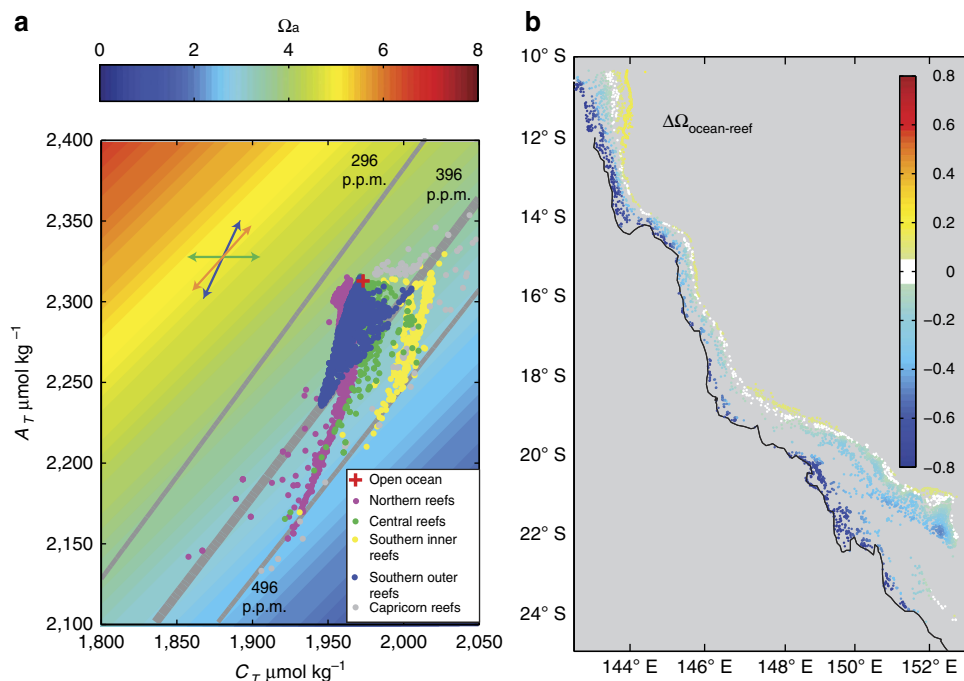 a
Ωa
0 2 4 6 8
2,400
2,350
2,300
2,250
2,200
2,150
2,100
A_T µmol kg⁻¹
296 p.p.m.
396 p.p.m.
496 p.p.m.
Open ocean
Northern reefs
Central reefs
Southern inner
reefs
Southern outer
reefs
Capricorn reefs
1,800 1,850 1,900 1,950 2,000 2,050
C_T µmol kg⁻¹
b
10° S
12° S
14° S
16° S
18° S
20° S
22° S
24° S
ΔΩocean-reef
0.8
0.6
0.4
0.2
0
−0.2
−0.4
−0.6
−0.8
144° E 146° E 148° E 150° E 152° E